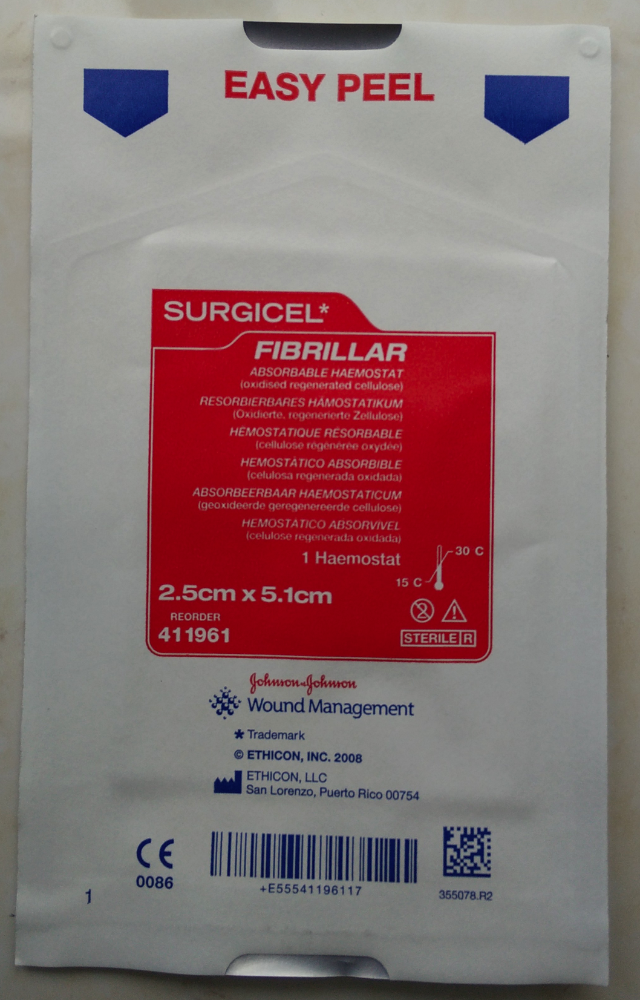 EASY PEEL
SURGICEL*
FIBRILLAR
ABSORBABLE HAEMOSTAT
(oxidised regenerated cellulose)
RESORBIERBARES HÄMOSTATIKUM
(Oxidierte, regenerierte Zellulose)
HÉMOSTATIQUE RÉSORBABLE
(cellulose régénérée oxydée)
HEMOSTÁTICO ABSORBIBLE
(celulosa regenerada oxidada)
ABSORBEERBAAR HAEMOSTATICUM
(geoxideerde geregenereerde cellulose)
HEMOSTÁTICO ABSORVÍVEL
(celulose regenerada oxidada)
1 Haemostat
30 C
15 C
2.5cm x 5.1cm
REORDER
411961
2
STERILE R
Johnson & Johnson
Wound Management
* Trademark
© ETHICON, INC. 2008
ETHICON, LLC
San Lorenzo, Puerto Rico 00754
CE
0086
+E55541196117
355078.R2
1